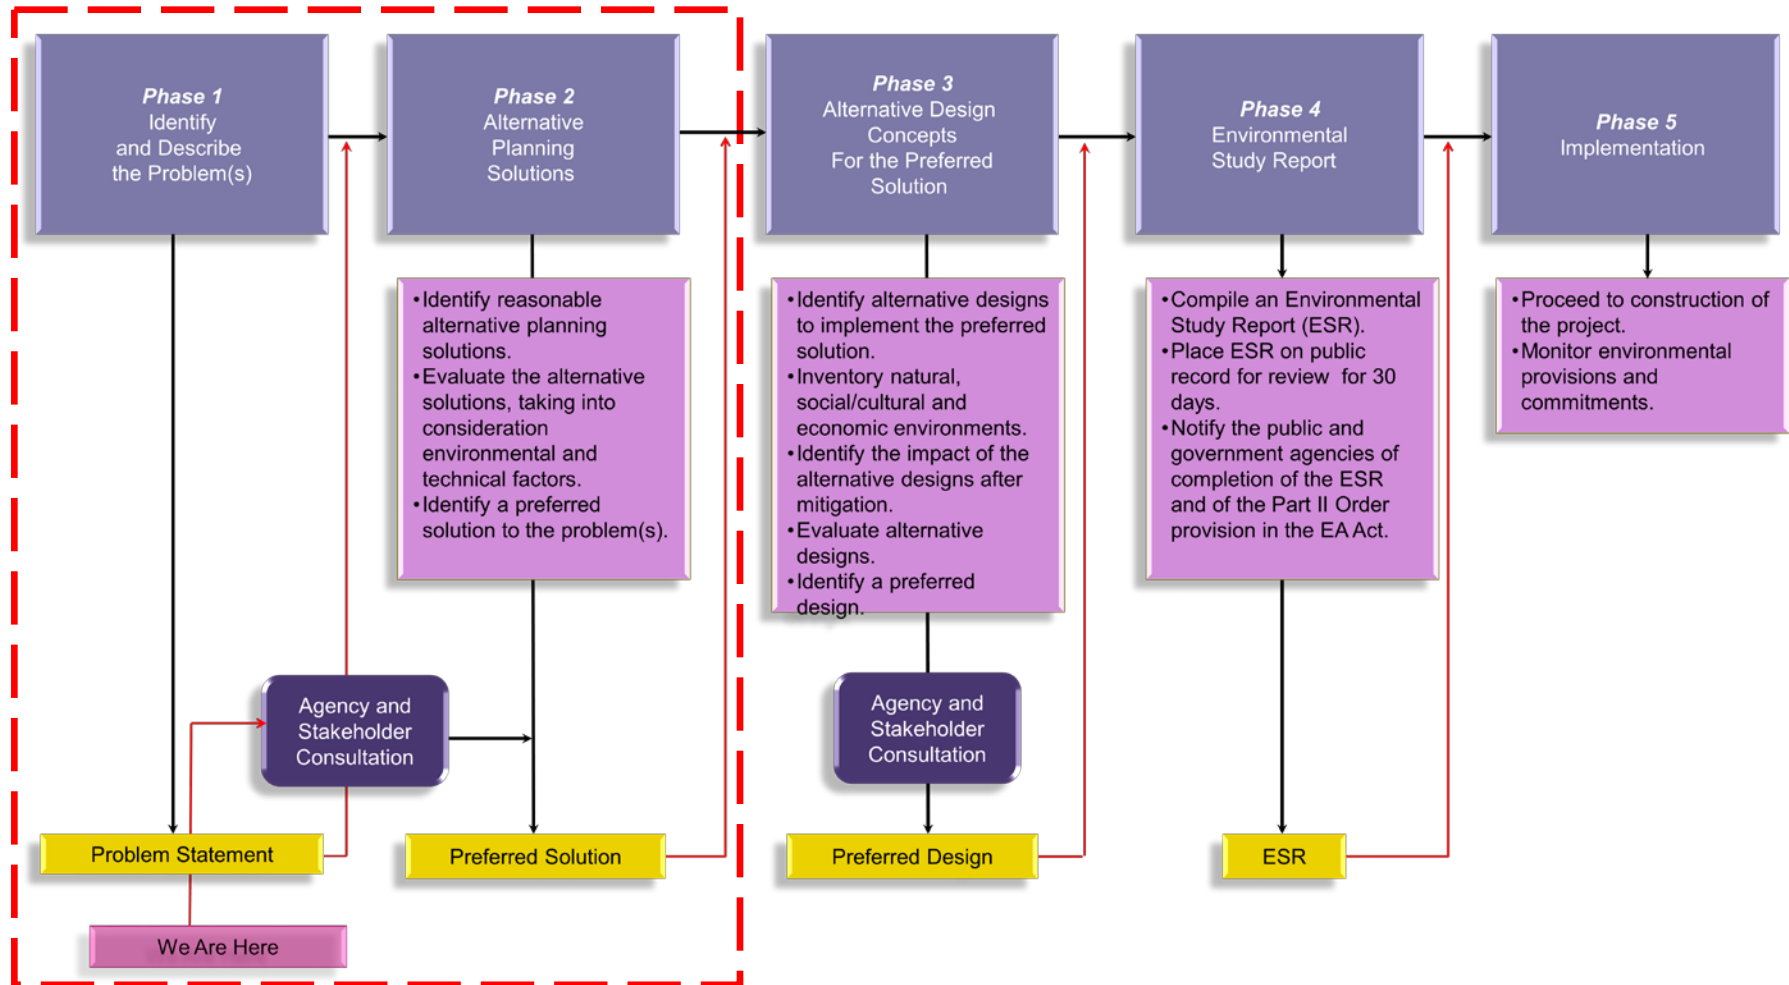 Phase 1
Identify
and Describe
the Problem(s)
Phase 2
Alternative
Planning
Solutions
Phase 3
Alternative Design
Concepts
For the Preferred
Solution
Phase 4
Environmental
Study Report
Phase 5
Implementation
•Identify reasonable
alternative planning
solutions.
•Evaluate the alternative
solutions, taking into
consideration
environmental and
technical factors.
•Identify a preferred
solution to the problem(s).
•Identify alternative designs
to implement the preferred
solution.
•Inventory natural,
social/cultural and
economic environments.
•Identify the impact of the
alternative designs after
mitigation.
•Evaluate alternative
designs.
•Identify a preferred
design.
•Compile an Environmental
Study Report (ESR).
•Place ESR on public
record for review for 30
days.
•Notify the public and
government agencies of
completion of the ESR
and of the Part II Order
provision in the EA Act.
•Proceed to construction of
the project.
•Monitor environmental
provisions and
commitments.
Agency and
Stakeholder
Consultation
Agency and
Stakeholder
Consultation
Problem Statement
Preferred Solution
Preferred Design
ESR
We Are Here